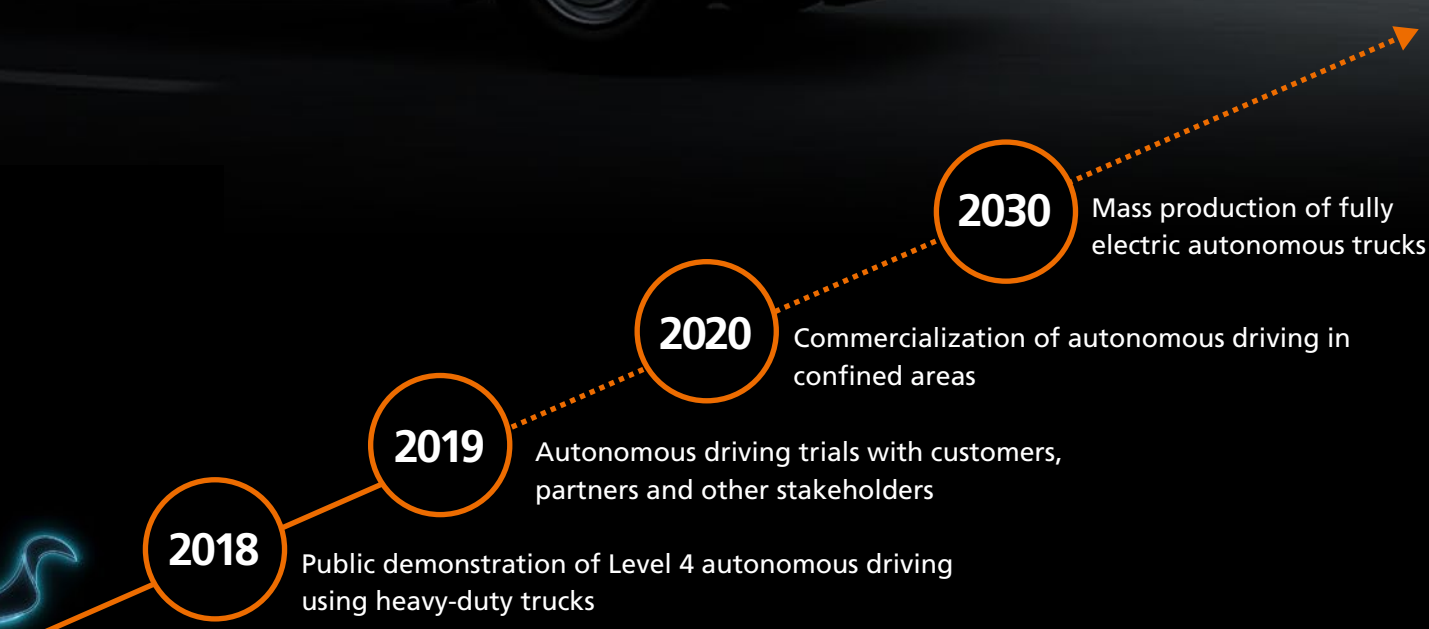 2030
Mass production of fully
electric autonomous trucks
2020
Commercialization of autonomous driving in
confined areas
2019
Autonomous driving trials with customers,
partners and other stakeholders
2018
Public demonstration of Level 4 autonomous driving
using heavy-duty trucks